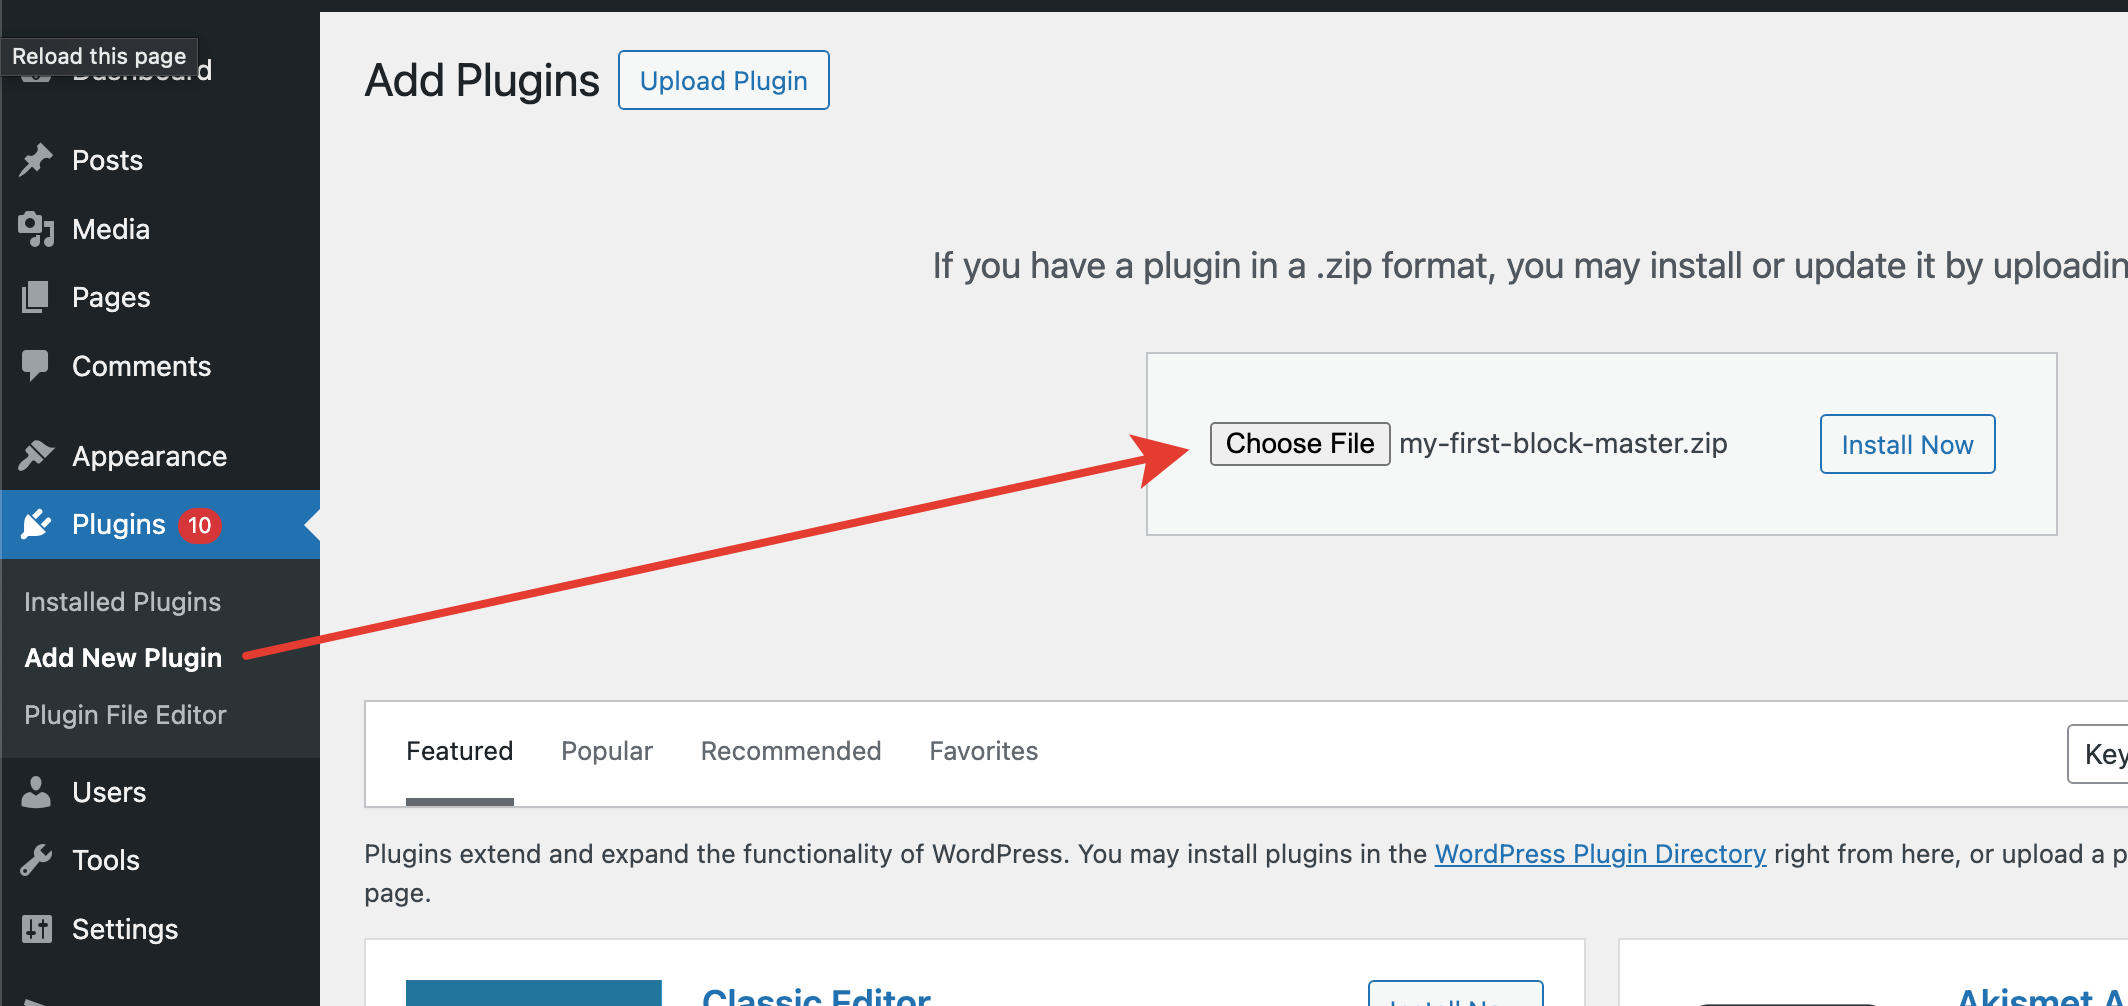 Reload this page
Dashboard
Posts
Media
Pages
Comments
Appearance
Plugins 10
Installed Plugins
Add New Plugin
Plugin File Editor
Users
Tools
Settings
Add Plugins
Upload Plugin
If you have a plugin in a .zip format, you may install or update it by uploadin
Choose File my-first-block-master.zip
Install Now
Featured Popular Recommended Favorites
Key
Plugins extend and expand the functionality of WordPress. You may install plugins in the WordPress Plugin Directory right from here, or upload a p
page.
Classic Editor
Install No
Akismet A